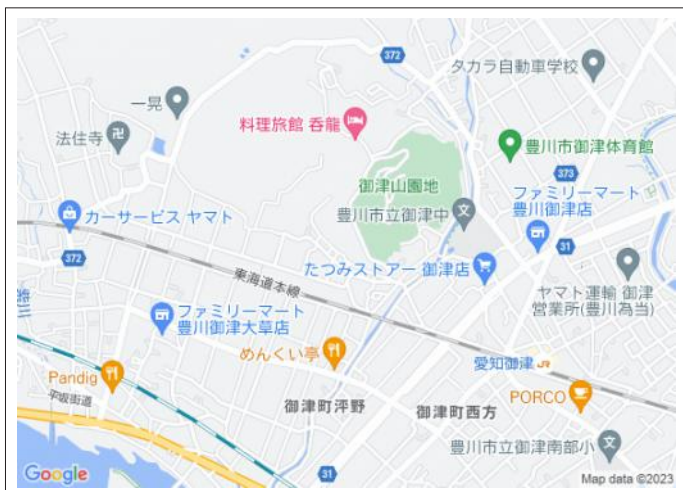 372
タカラ自動車学校
一晃
料理旅館 呑龍
法住寺
豊川市御津体育館
御津山園地
373
ファミリーマート
豊川御津店
豊川市立御津中
カーサービス ヤマト
31
372
たつみストアー 御津店
東海道本線
ヤマト運輸 御津
営業所(豊川為当)
ファミリーマート
豊川御津大草店
めんくい亭
愛知御津
Pandig
平坂街道
PORCO
御津町泙野
御津町西方
豊川市立御津南部小
31
Google
Map data ©2023